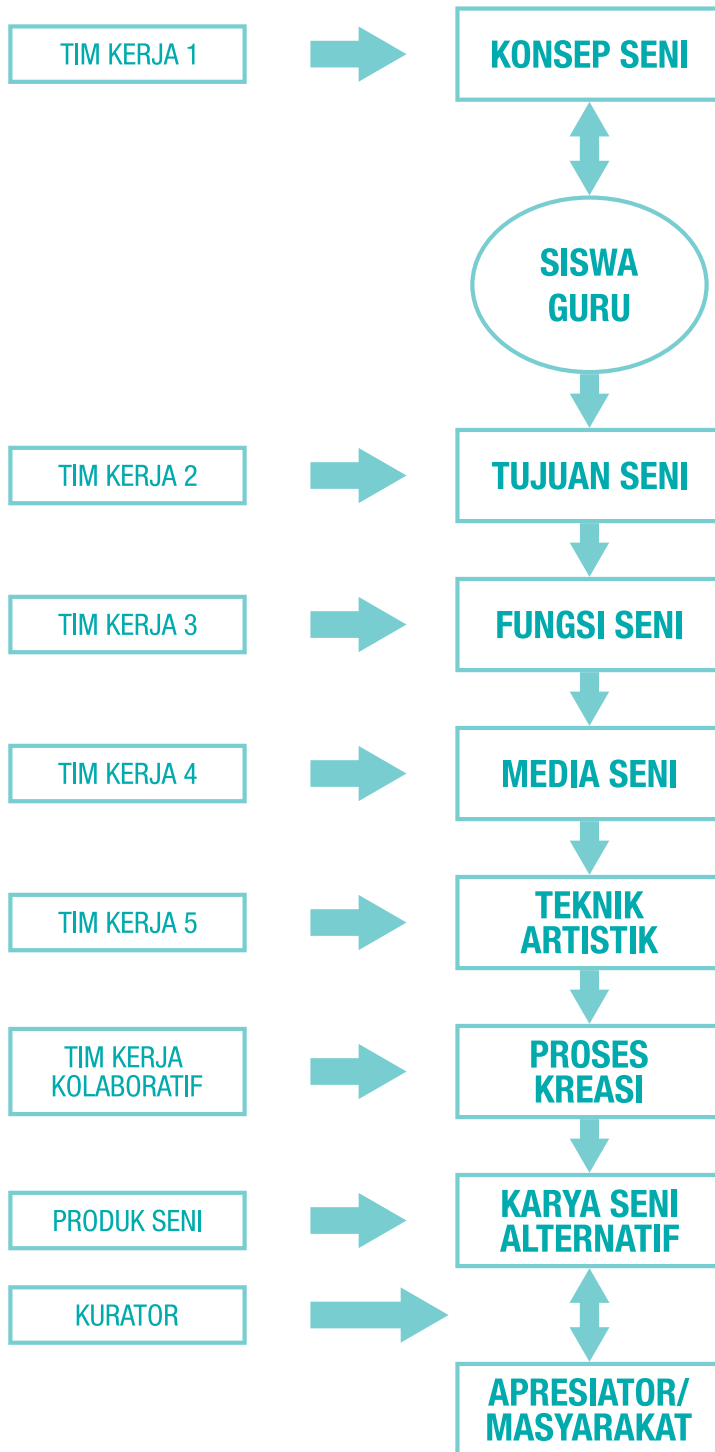 TIM KERJA 1
KONSEP SENI
SISWA
GURU
TIM KERJA 2
TUJUAN SENI
TIM KERJA 3
FUNGSI SENI
TIM KERJA 4
MEDIA SENI
TIM KERJA 5
TEKNIK
ARTISTIK
TIM KERJA
KOLABORATIF
PROSES
KREASI
PRODUK SENI
KARYA SENI
ALTERNATIF
KURATOR
APRESIATOR/
MASYARAKAT